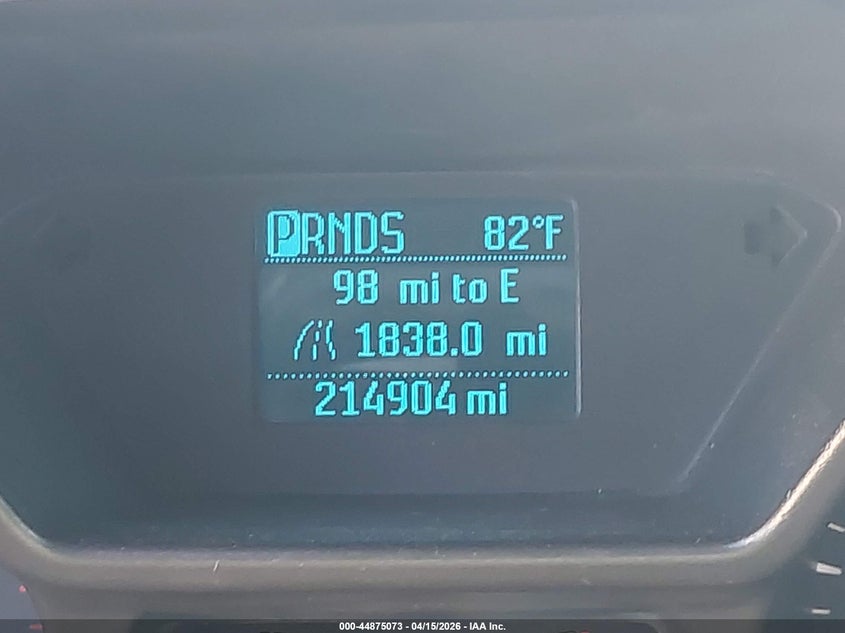 PRNDS 82°F
98 mi to E
1838.0 mi
214904 mi
000-44875073 - 04/15/2026 - IAA Inc.